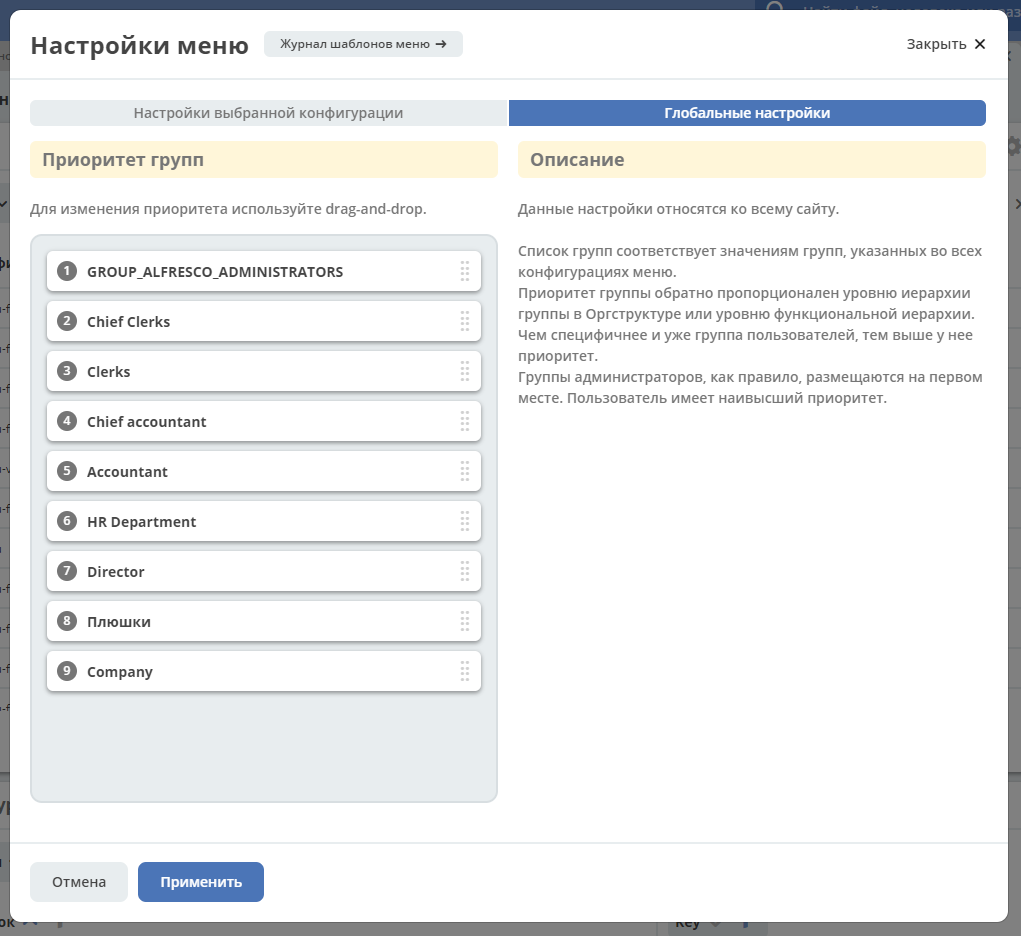 Настройки меню
Журнал шаблонов меню →
Закрыть ×
Настройки выбранной конфигурации
Глобальные настройки
Приоритет групп
Описание
Для изменения приоритета используйте drag-and-drop.
Данные настройки относятся ко всему сайту.
1 GROUP_ALFRESCO_ADMINISTRATORS
2 Chief Clerks
3 Clerks
4 Chief accountant
5 Accountant
6 HR Department
7 Director
8 Плюшки
9 Company
Список групп соответствует значениям групп, указанных во всех
конфигурациях меню.
Приоритет группы обратно пропорционален уровню иерархии
группы в Оргструктуре или уровню функциональной иерархии.
Чем специфичнее и уже группа пользователей, тем выше у нее
приоритет.
Группы администраторов, как правило, размещаются на первом
месте. Пользователь имеет наивысший приоритет.
Отмена
Применить
Key